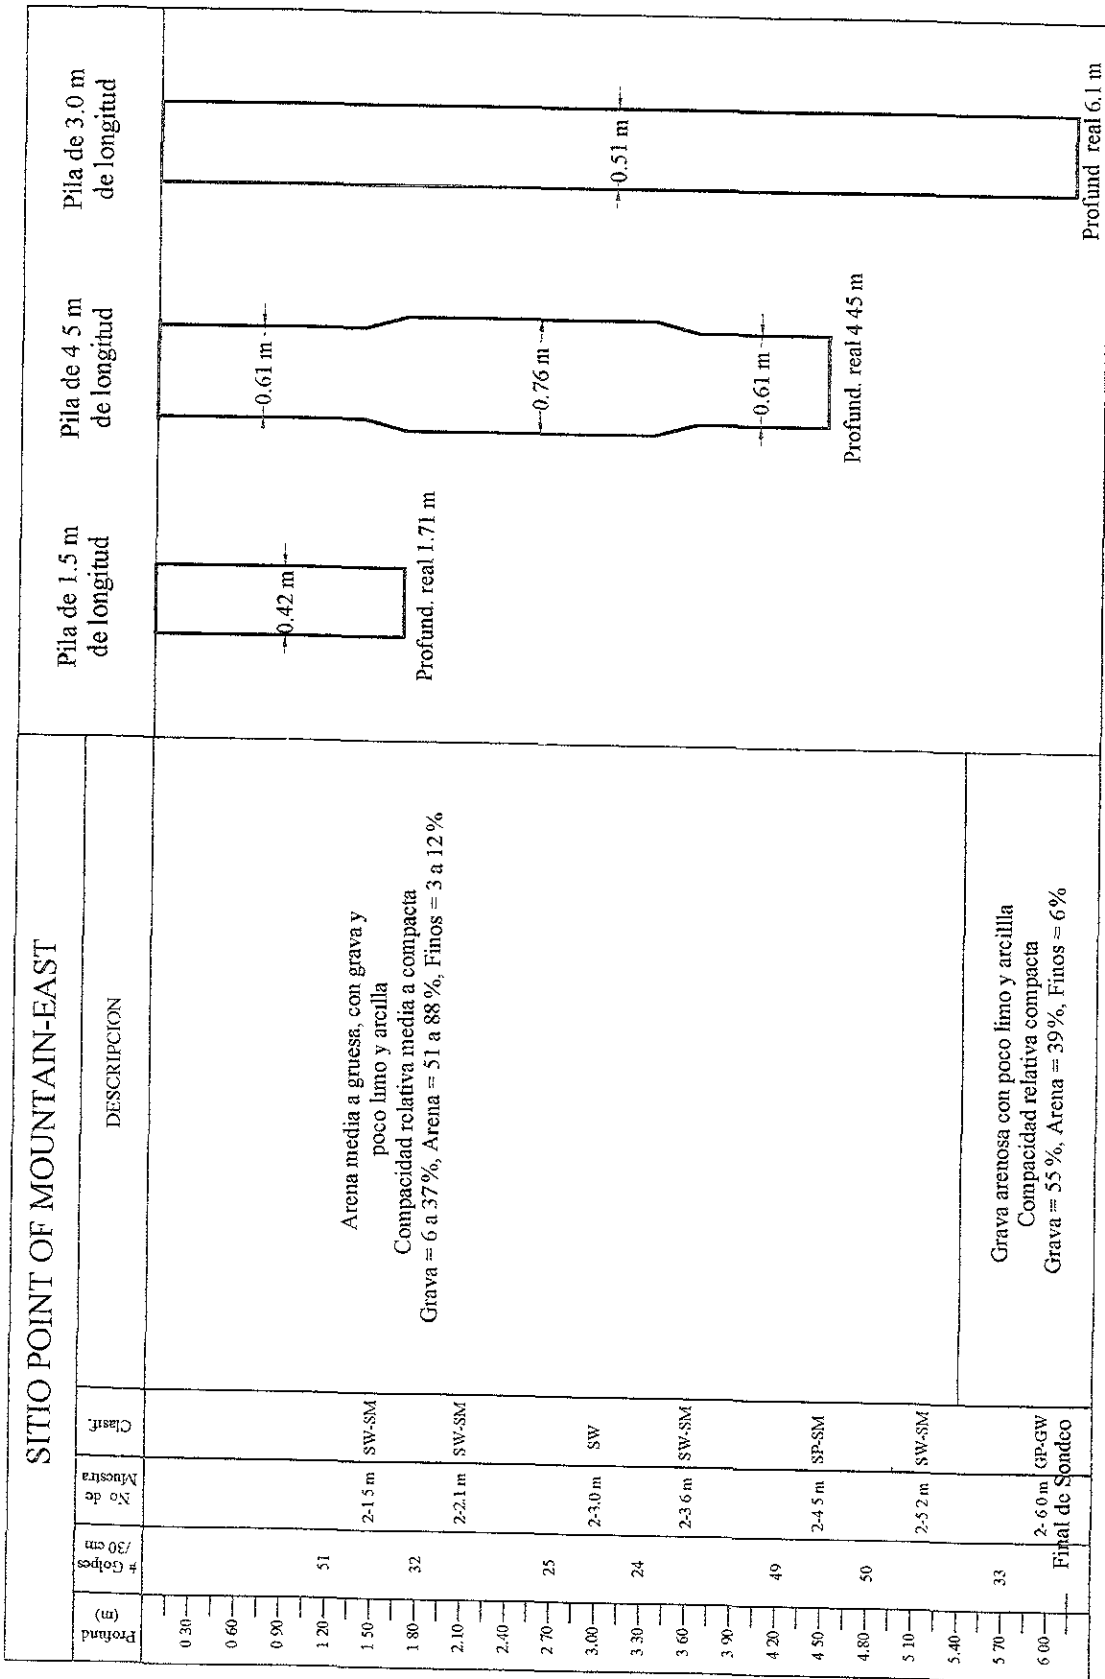 SITIO POINT OF MOUNTAIN-EAST
Profund
(m)
# Golpes
/30 cm
No de
Muestra
Clasif.
DESCRIPCION
Pila de 1.5 m
de longitud
Pila de 4 5 m
de longitud
Pila de 3.0 m
de longitud
0 30
0 60
0 90
1 20
1 50
1 80
2.10
2.40
2 70
3.00
3 30
3 60
3 90
4 20
4 50
4.80
5 10
5.40
5 70
6 00
51
32
25
24
49
50
33
2-1 5 m SW-SM
2-2.1 m SW-SM
2-3.0 m SW
2-3 6 m SW-SM
2-4 5 m SP-SM
2-5 2 m SW-SM
2- 6 0 m GP-GW
Final de Sondeo
Arena media a gruesa, con grava y
poco limo y arcilla
Compacidad relativa media a compacta
Grava = 6 a 37%, Arena = 51 a 88%, Finos = 3 a 12%
Grava arenosa con poco limo y arcillla
Compacidad relativa compacta
Grava = 55%, Arena = 39%, Finos = 6%
0.42 m
Profund. real 1.71 m
0.61 m
0.76 m
0.61 m
Profund. real 4 45 m
0.51 m
Profund real 6.1 m